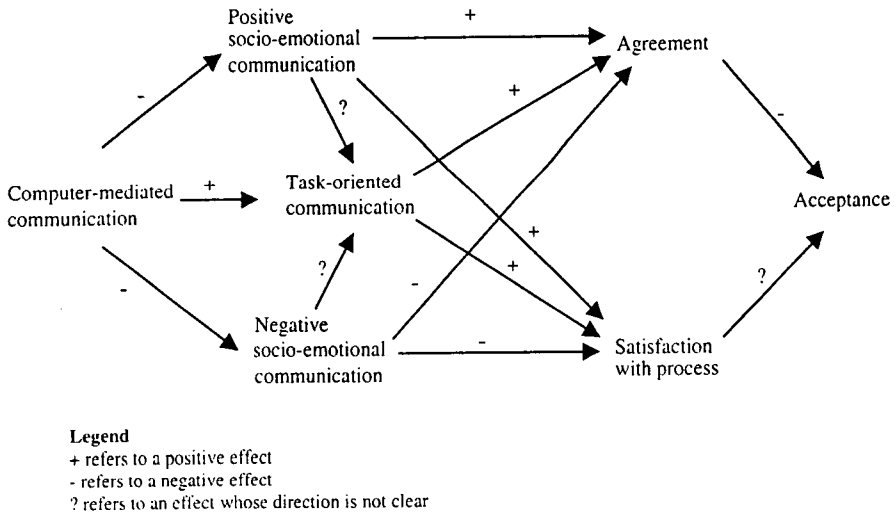 Positive
socio-emotional
communication
+
Agreement
-
?
+
-
Computer-mediated
communication
+
Task-oriented
communication
Acceptance
+
+
?
-
?
-
Negative
socio-emotional
communication
-
Satisfaction
with process
Legend
+ refers to a positive effect
- refers to a negative effect
? refers to an effect whose direction is not clear